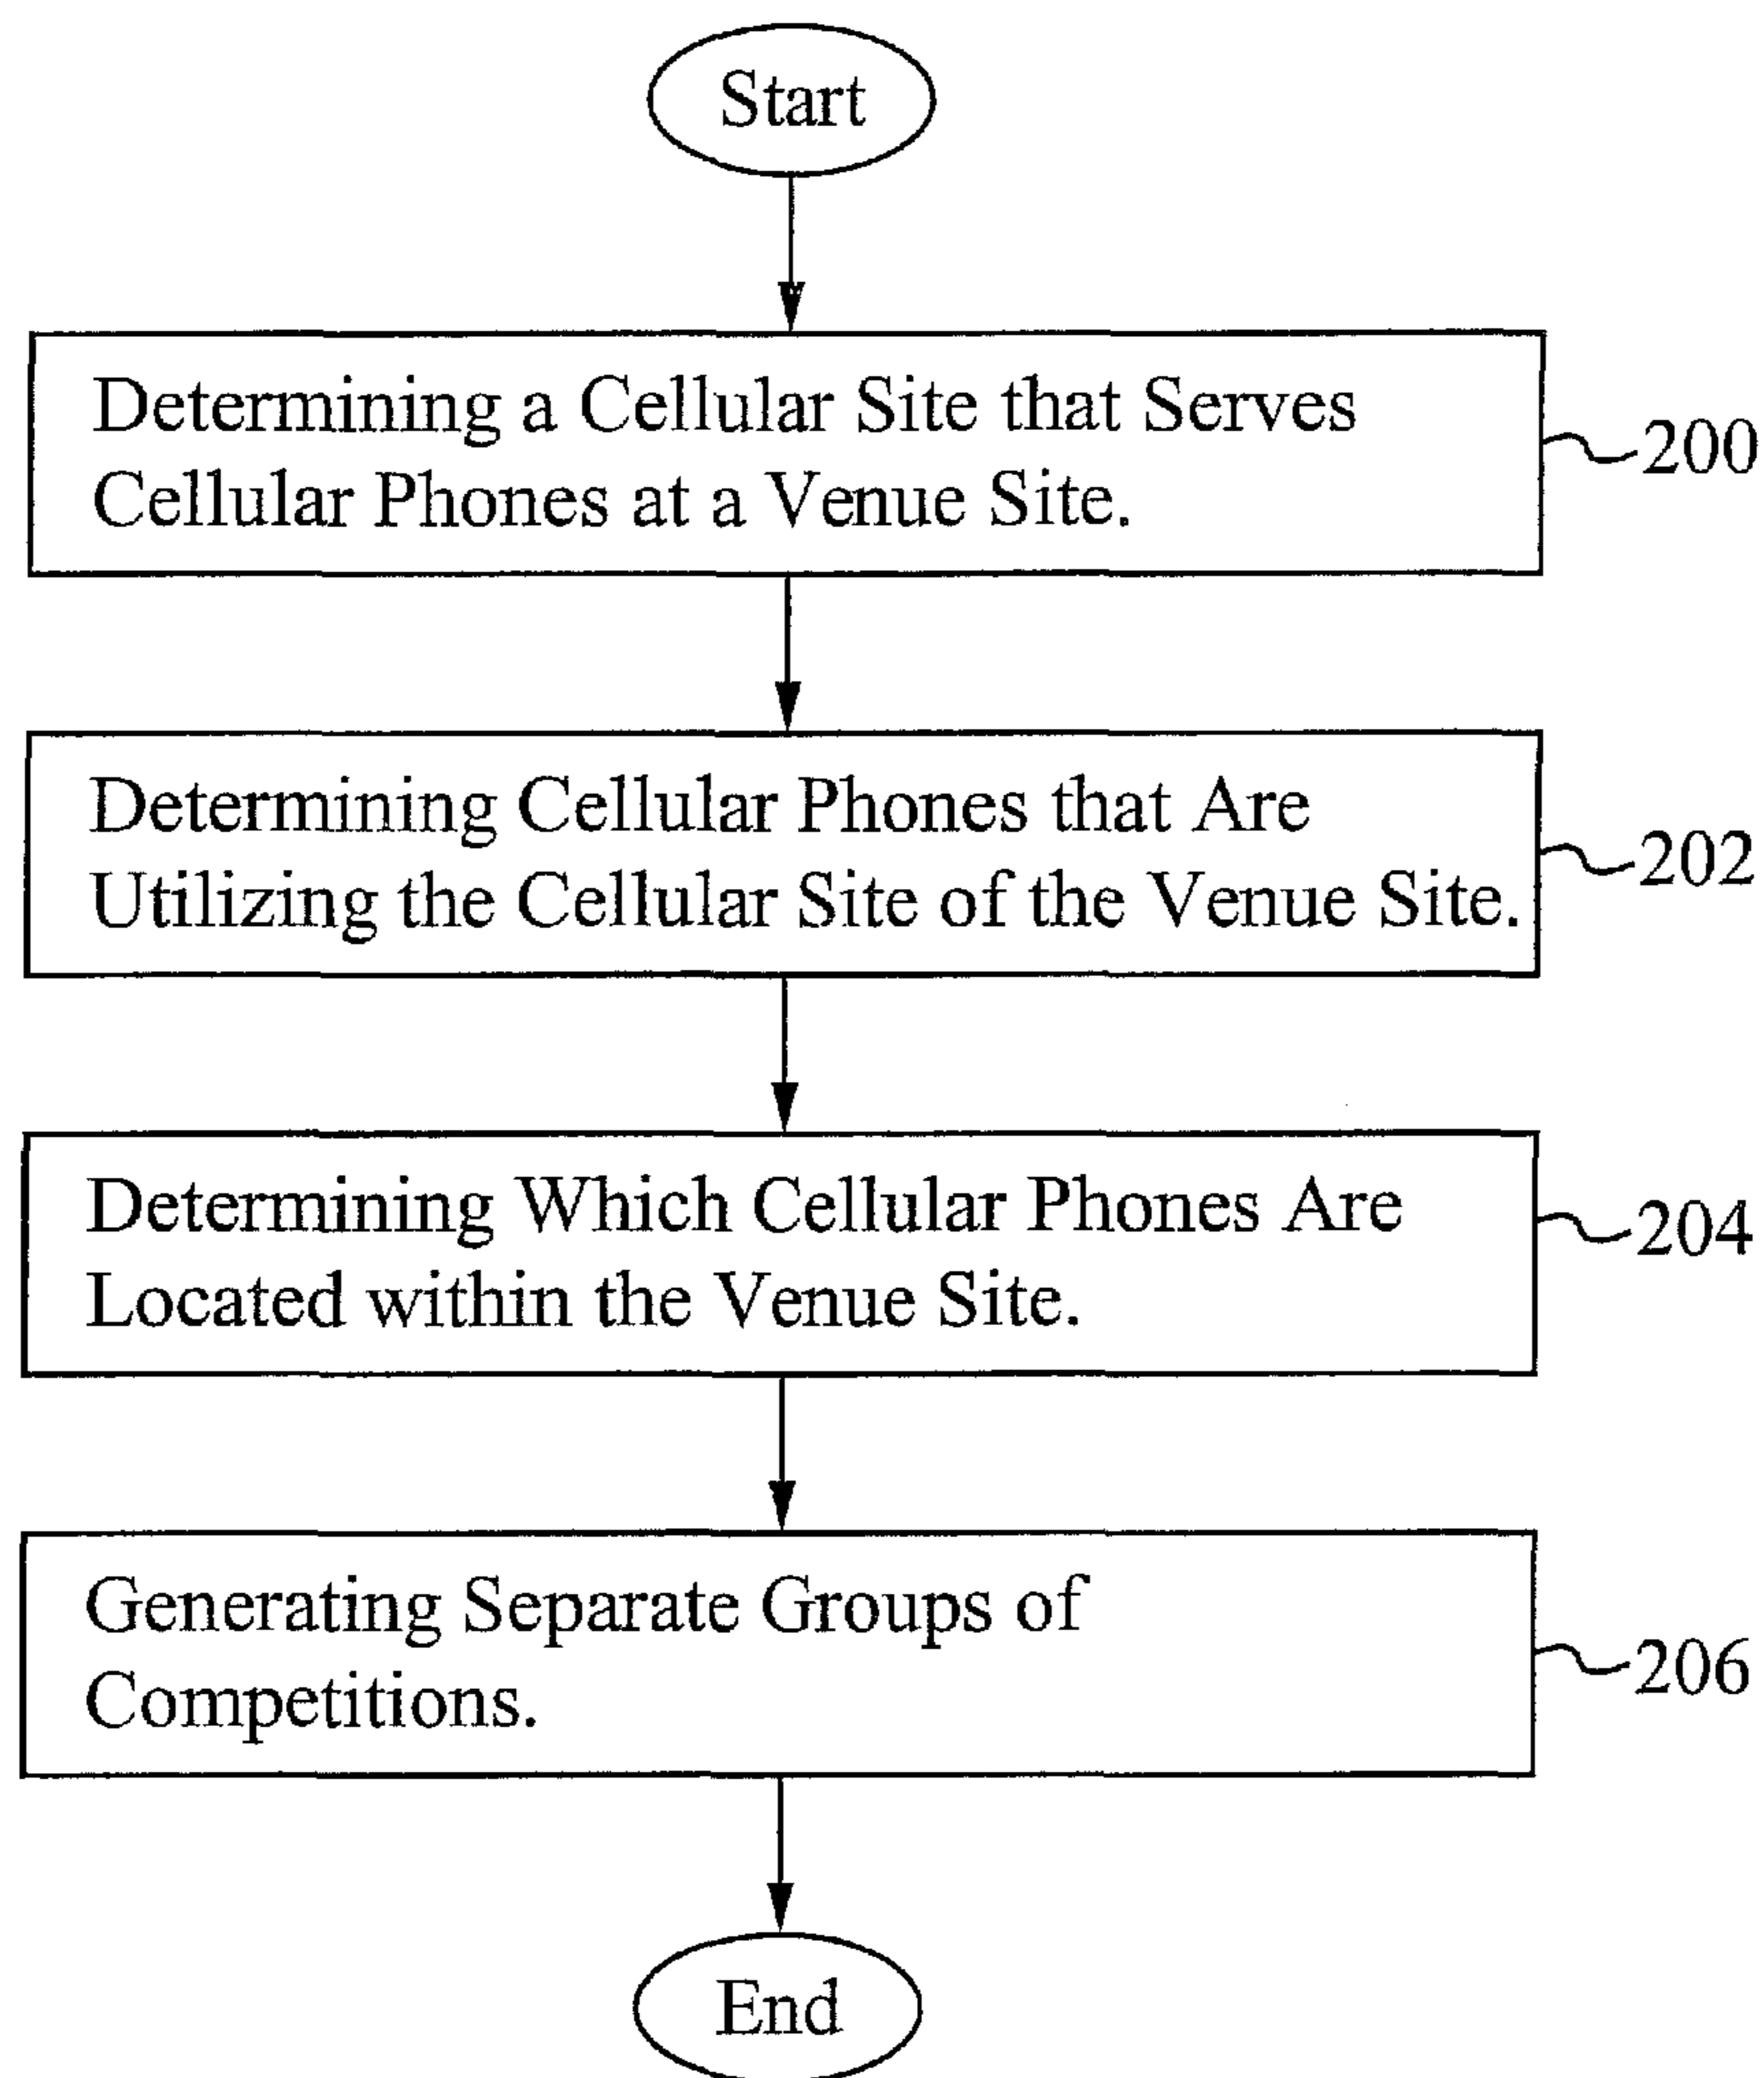 Start
Determining a Cellular Site that Serves
Cellular Phones at a Venue Site.
200
Determining Cellular Phones that Are
Utilizing the Cellular Site of the Venue Site.
202
Determining Which Cellular Phones Are
Located within the Venue Site.
204
Generating Separate Groups of
Competitions.
206
End